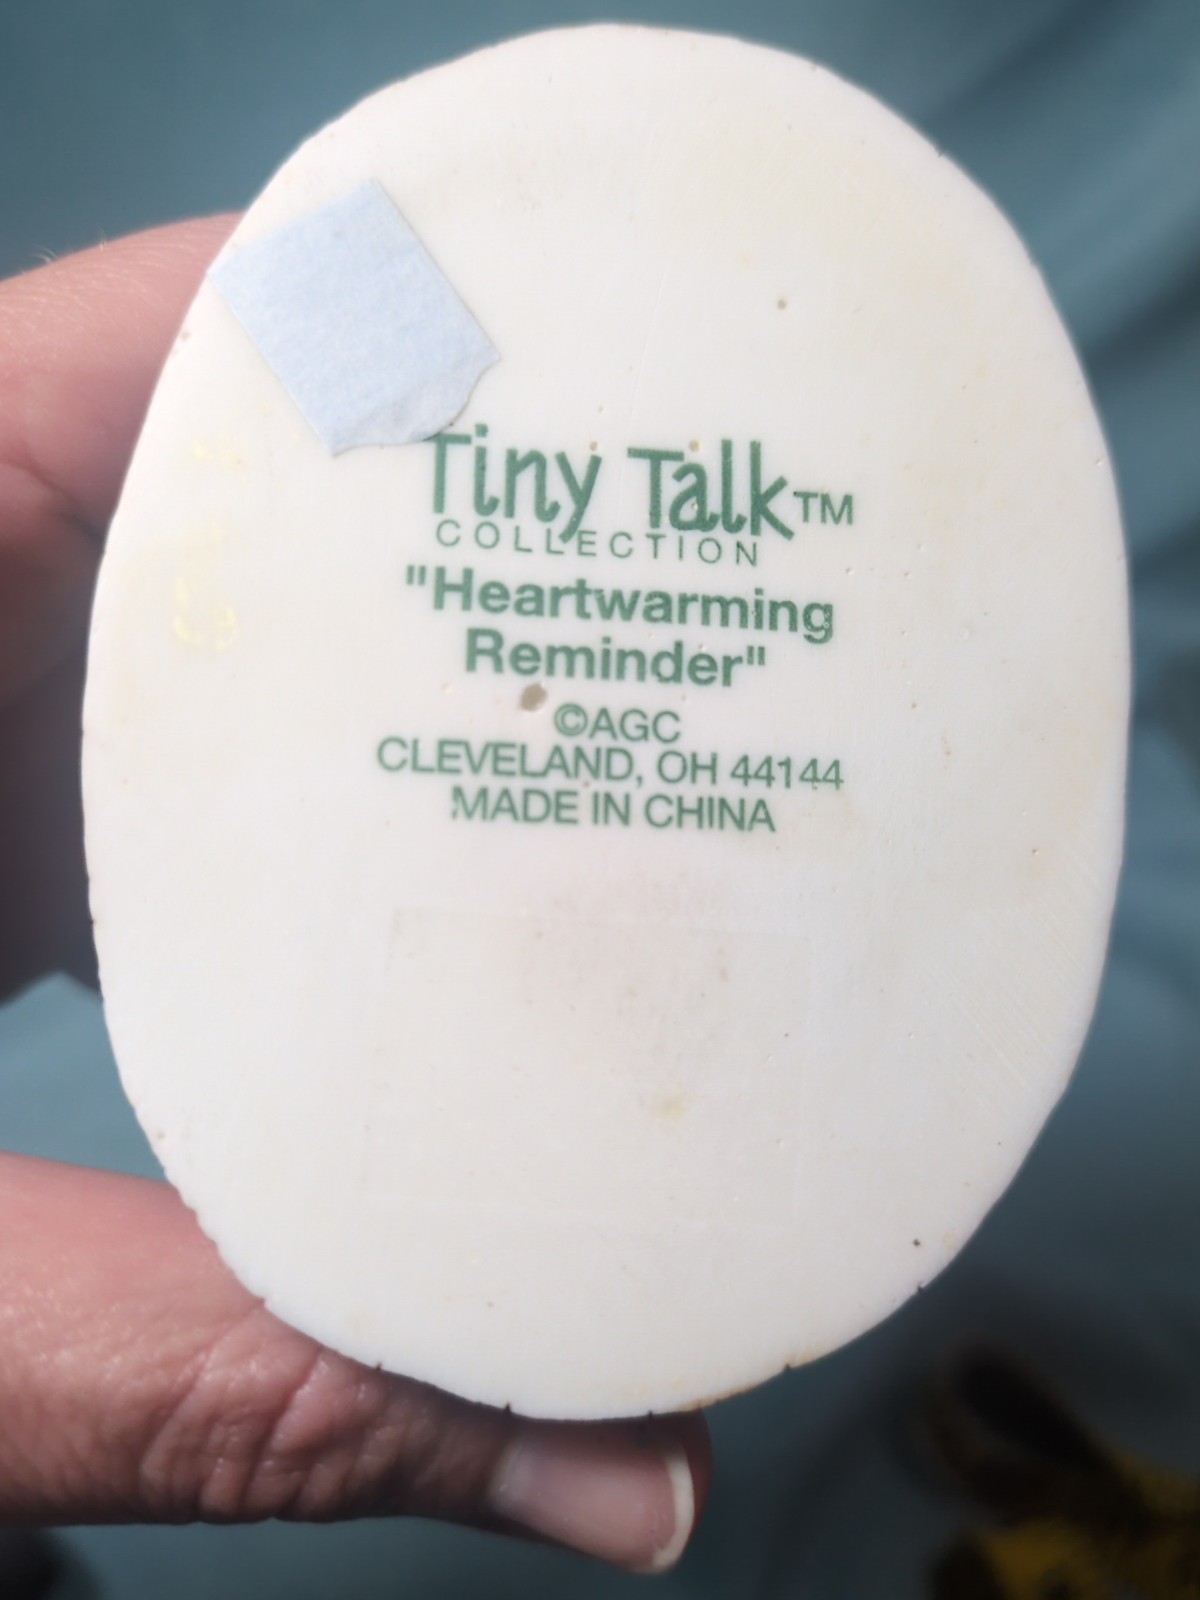 Tiny Talk™
COLLECTION
"Heartwarming
Reminder"
©AGC
CLEVELAND, OH 44144
MADE IN CHINA